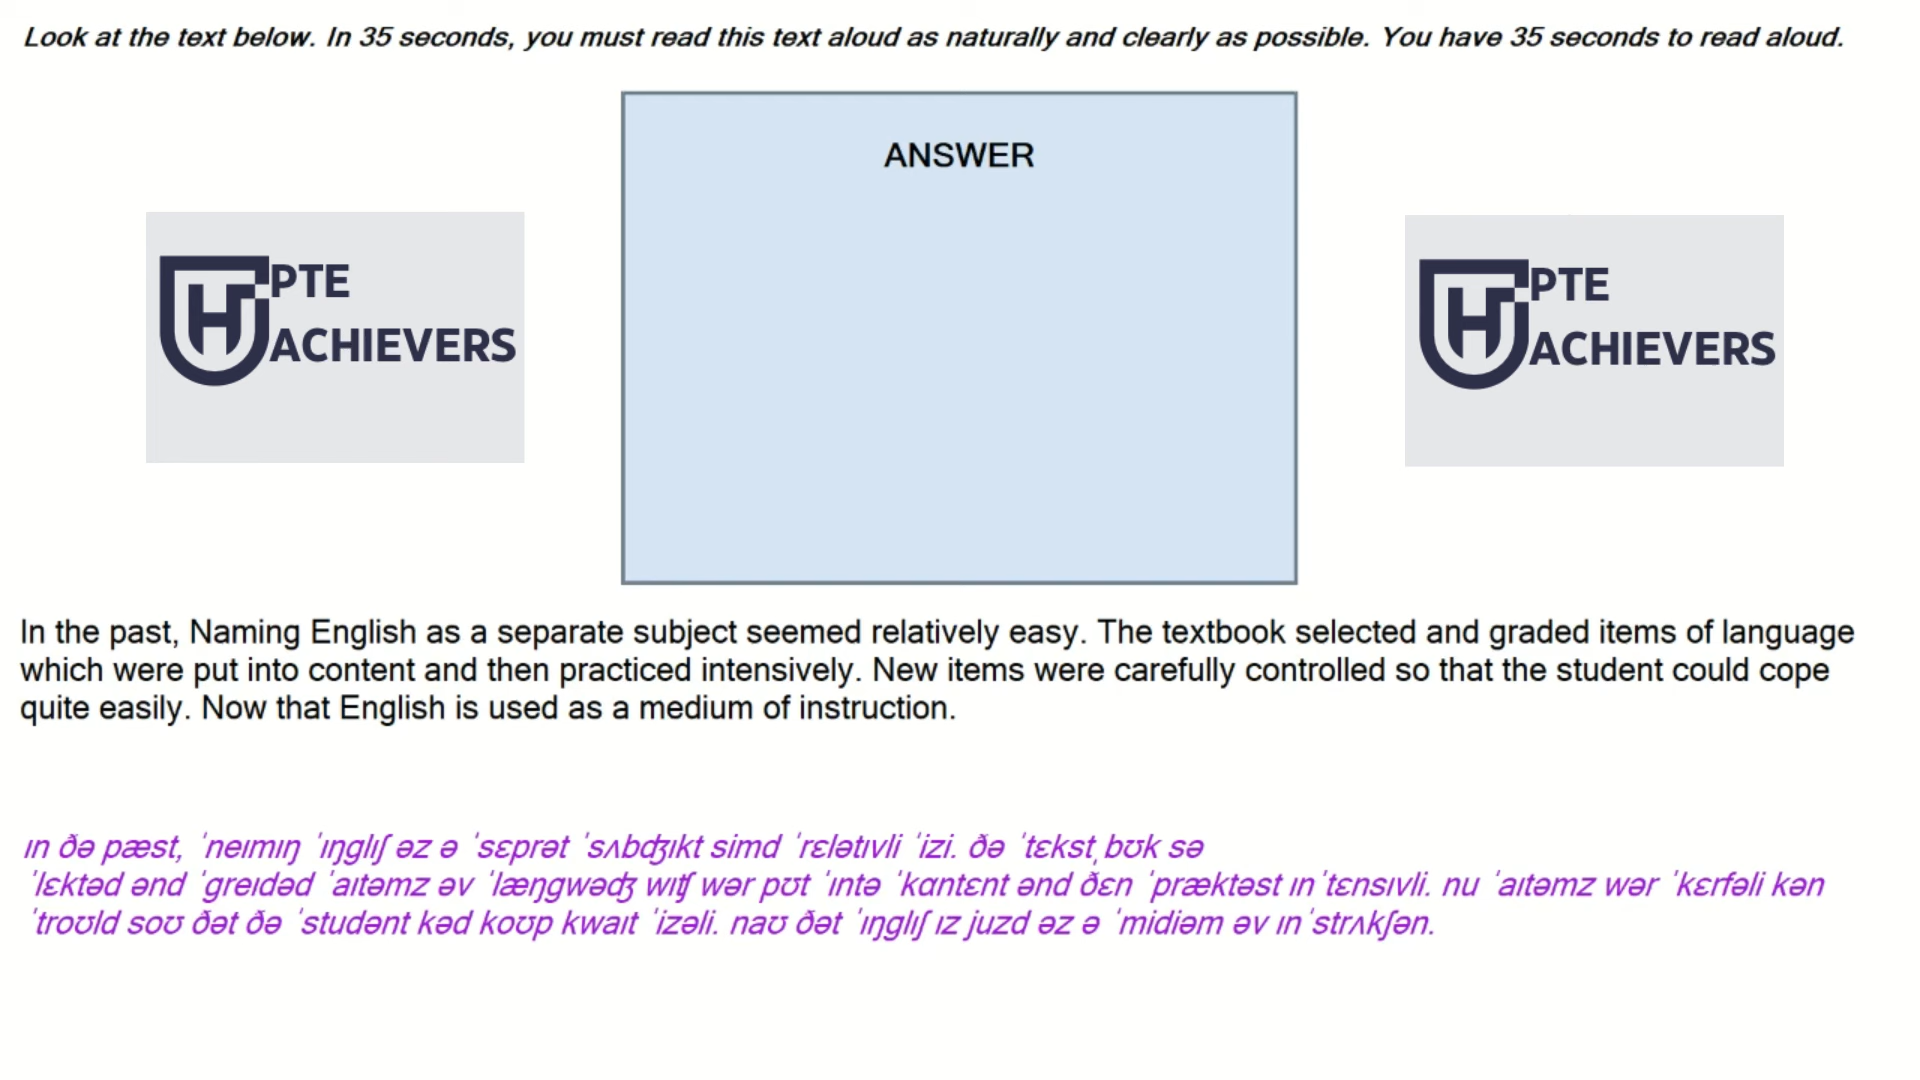 Look at the text below. In 35 seconds, you must read this text aloud as naturally and clearly as possible. You have 35 seconds to read aloud.
ANSWER
PTE
ACHIEVERS
PTE
ACHIEVERS
In the past, Naming English as a separate subject seemed relatively easy. The textbook selected and graded items of language
which were put into content and then practiced intensively. New items were carefully controlled so that the student could cope
quite easily. Now that English is used as a medium of instruction.
ɪn ðə pæst, ˈneɪmɪŋ ˈɪŋglɪʃ əz ə ˈsɛprət ˈsʌbʤɪkt simd ˈrɛlətɪvli ˈizi. ðə ˈtɛkstˌbʊk sə
ˈlɛktəd ənd ˈgreɪdəd ˈaɪtəmz əv ˈlæŋgwəʤ wɪʧ wər pʊt ˈɪntə ˈkɑntɛnt ənd ðɛn ˈpræktəst ɪnˈtɛnsɪvli. nu ˈaɪtəmz wər ˈkɛrfəli kən
ˈtroʊld soʊ ðət ðə ˈstudənt kəd koʊp kwaɪt ˈizəli. naʊ ðət ˈɪŋglɪʃ ɪz juzd əz ə ˈmidiəm əv ɪnˈstrʌkʃən.